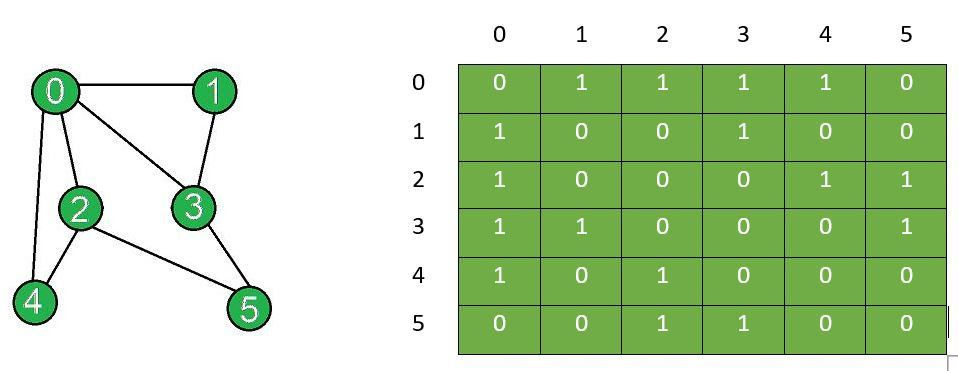 0 1
2 3
4 5
0 1 2 3 4 5
0 0 1 1 1 1 0
1 1 0 0 1 0 0
2 1 0 0 0 1 1
3 1 1 0 0 0 1
4 1 0 1 0 0 0
5 0 0 1 1 0 0